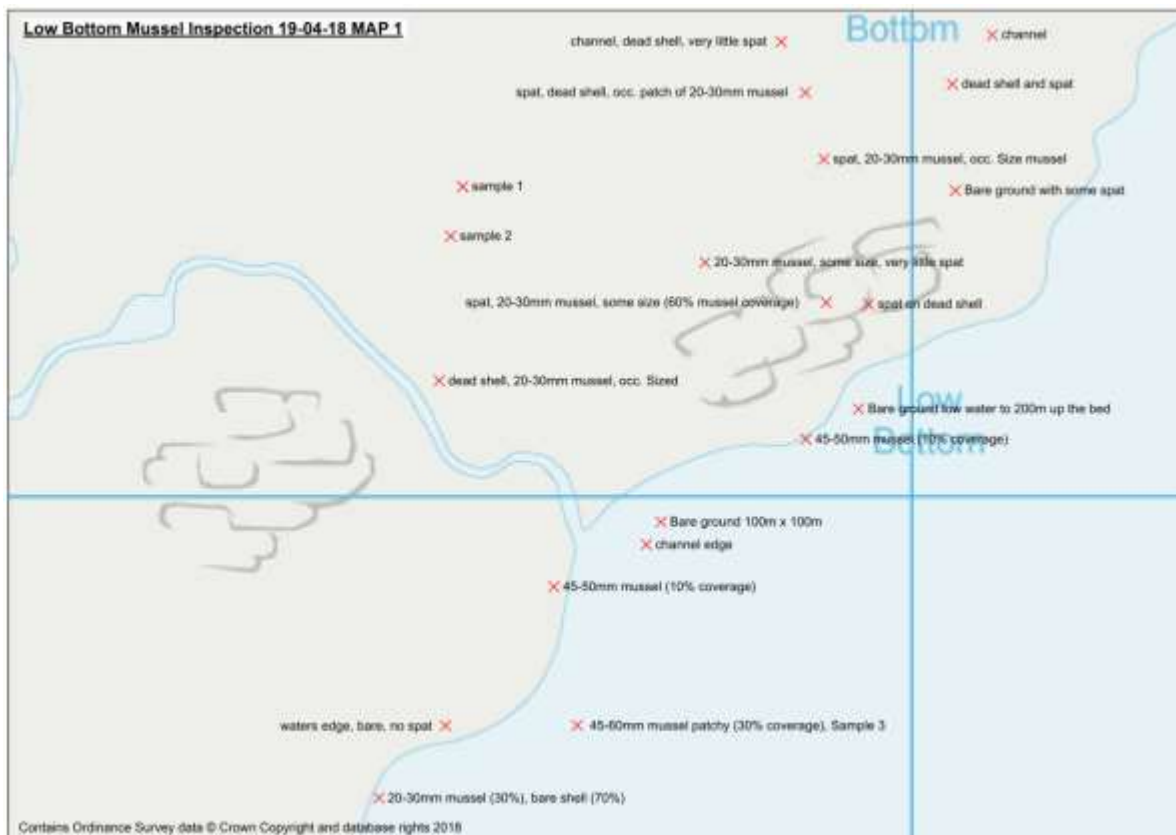 Low Bottom Mussel Inspection 19-04-18 MAP 1
Bottom
channel, dead shell, very little spat
channel
spat, dead shell, occ. patch of 20-30mm mussel
dead shell and spat
spat, 20-30mm mussel, occ. Size mussel
sample 1
Bare ground with some spat
sample 2
20-30mm mussel, some size, very little spat
spat, 20-30mm mussel, some size (60% mussel coverage)
spat on dead shell
dead shell, 20-30mm mussel, occ. Sized
Low
Bottom
Bare ground low water to 200m up the bed
45-50mm mussel (10% coverage)
Bare ground 100m x 100m
channel edge
45-50mm mussel (10% coverage)
waters edge, bare, no spat
45-60mm mussel patchy (30% coverage), Sample 3
20-30mm mussel (30%), bare shell (70%)
Contains Ordinance Survey data © Crown Copyright and database rights 2018